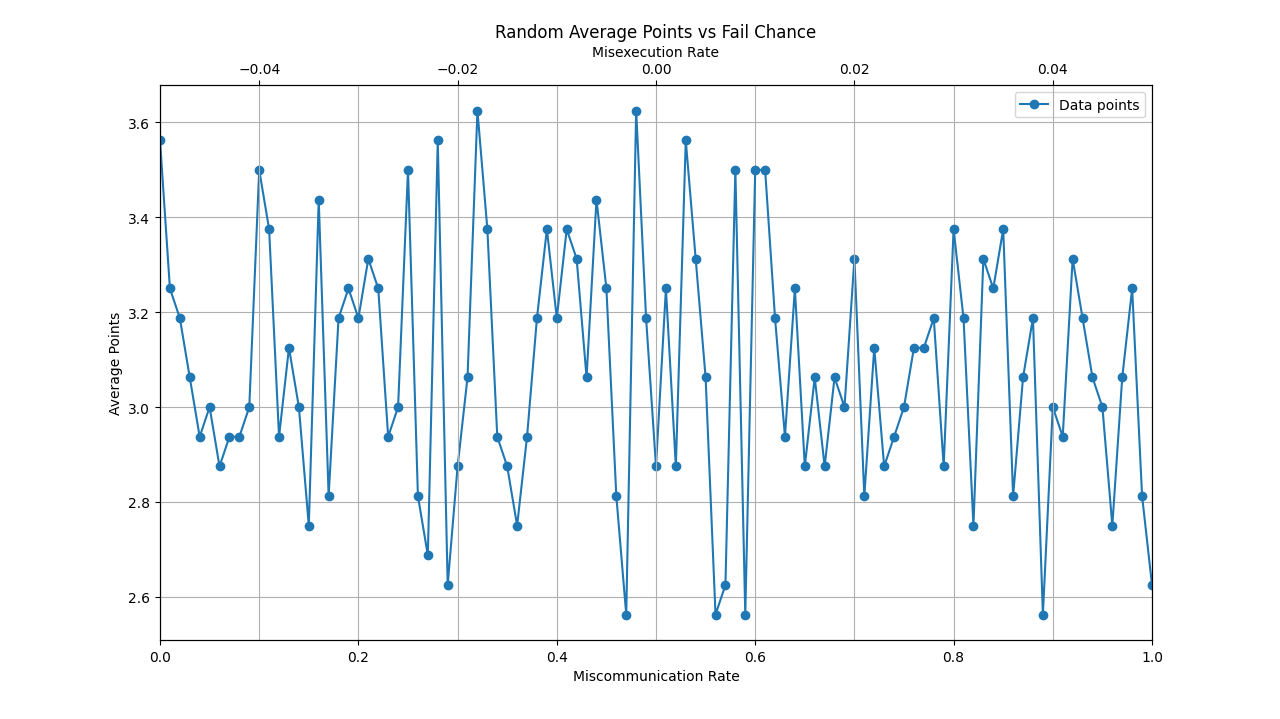 Random Average Points vs Fail Chance
Misexecution Rate
−0.04 −0.02 0.00 0.02 0.04
Data points
3.6
3.4
3.2
3.0
2.8
2.6
Average Points
0.0 0.2 0.4 0.6 0.8 1.0
Miscommunication Rate